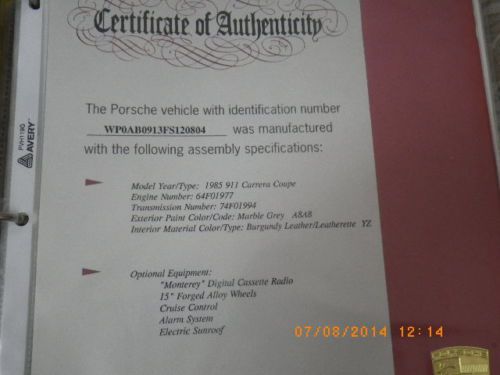 Certificate of Authenticity
The Porsche vehicle with identification number
WP0AB0913FS120804 was manufactured
with the following assembly specifications:
Model Year/Type: 1985 911 Carrera Coupe
Engine Number: 64F01977
Transmission Number: 74F01994
Exterior Paint Color/Code: Marble Grey A8A8
Interior Material Color/Type: Burgundy Leather/Leatherette YZ
Optional Equipment:
"Monterey" Digital Cassette Radio
15" Forged Alloy Wheels
Cruise Control
Alarm System
Electric Sunroof
PVH119G
AVERY™
07/08/2014 12:14